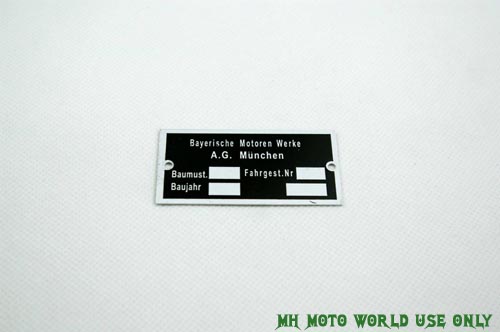 Bayerische Motoren Werke
A.G. München
Baumust. Fahrgest.Nr
Baujahr
MH MOTO WORLD USE ONLY